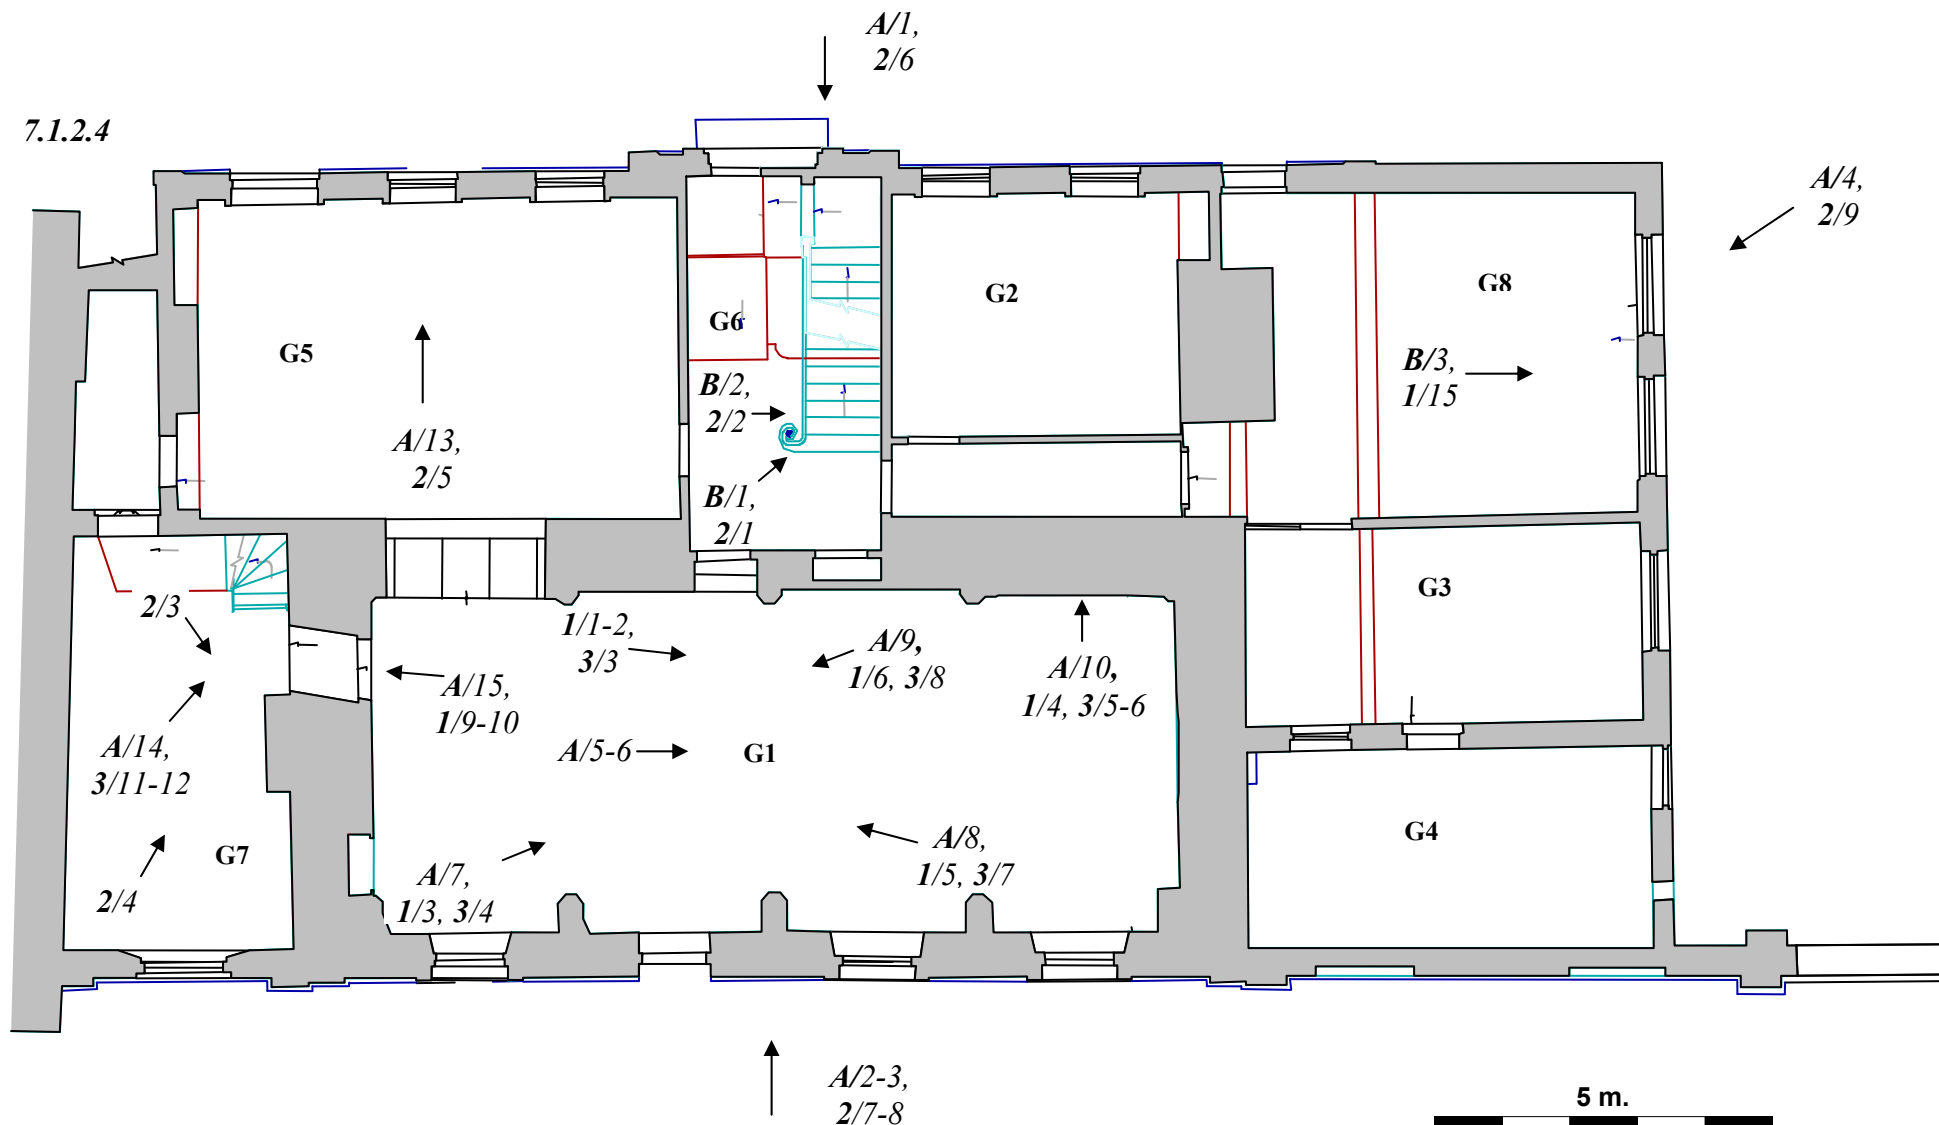 A/1,
2/6
7.1.2.4
A/4,
2/9
G8
G2
G6
G5
B/3,
1/15
B/2,
2/2
A/13,
2/5
B/1,
2/1
G3
2/3
1/1-2,
3/3
A/9,
1/6, 3/8
A/10,
1/4, 3/5-6
A/15,
1/9-10
A/14,
3/11-12
A/5-6
G1
G4
A/8,
1/5, 3/7
G7
A/7,
1/3, 3/4
2/4
A/2-3,
2/7-8
5 m.